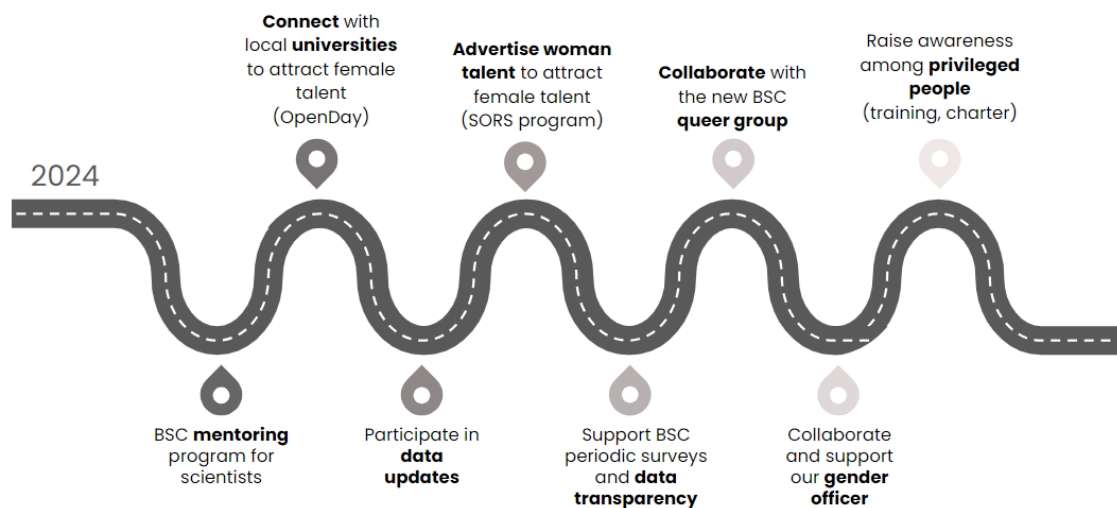 2024
BSC mentoring
program for
scientists
Connect with
local universities
to attract female
talent
(OpenDay)
Participate in
data
updates
Advertise woman
talent to attract
female talent
(SORS program)
Support BSC
periodic surveys
and data
transparency
Collaborate with
the new BSC
queer group
Collaborate
and support
our gender
officer
Raise awareness
among privileged
people
(training, charter)